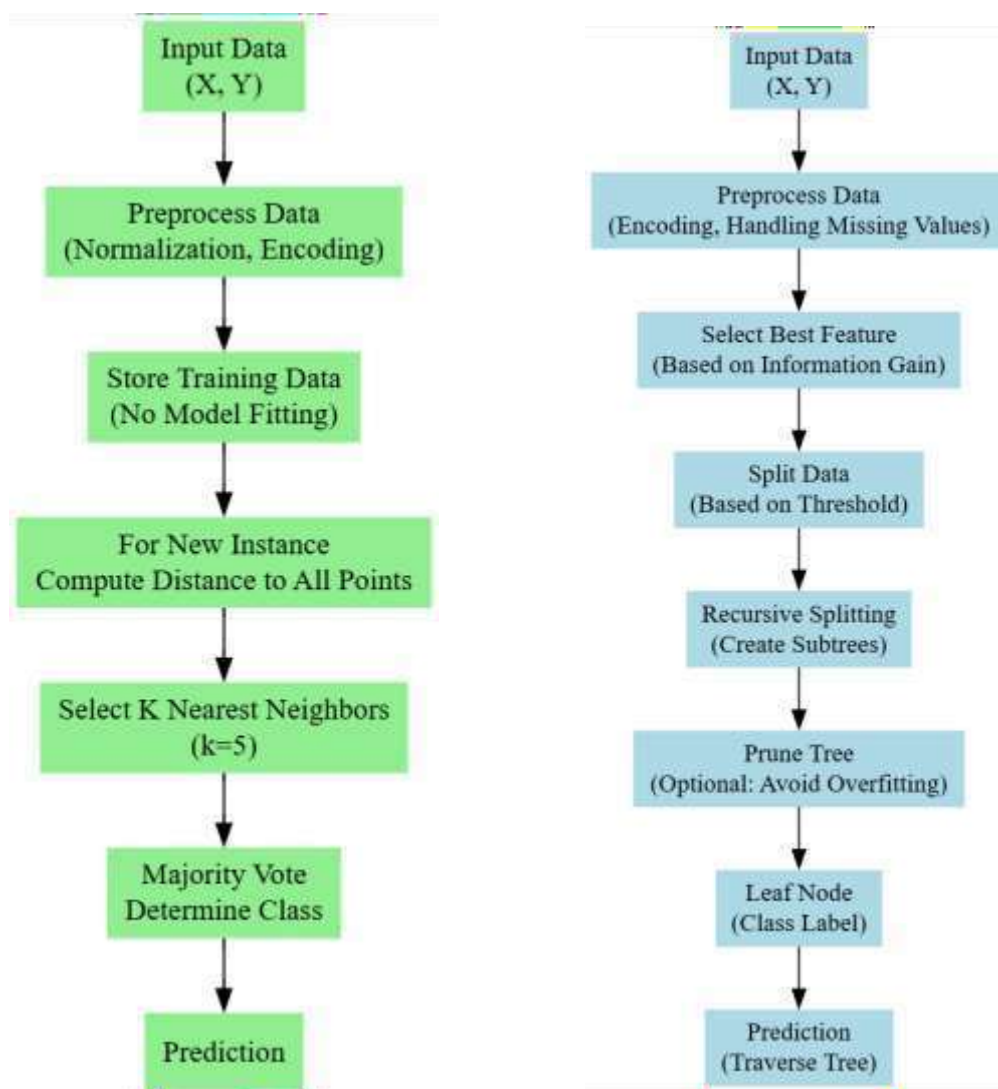 Input Data
(X, Y)
Preprocess Data
(Normalization, Encoding)
Store Training Data
(No Model Fitting)
For New Instance
Compute Distance to All Points
Select K Nearest Neighbors
(k=5)
Majority Vote
Determine Class
Prediction
Input Data
(X, Y)
Preprocess Data
(Encoding, Handling Missing Values)
Select Best Feature
(Based on Information Gain)
Split Data
(Based on Threshold)
Recursive Splitting
(Create Subtrees)
Prune Tree
(Optional: Avoid Overfitting)
Leaf Node
(Class Label)
Prediction
(Traverse Tree)